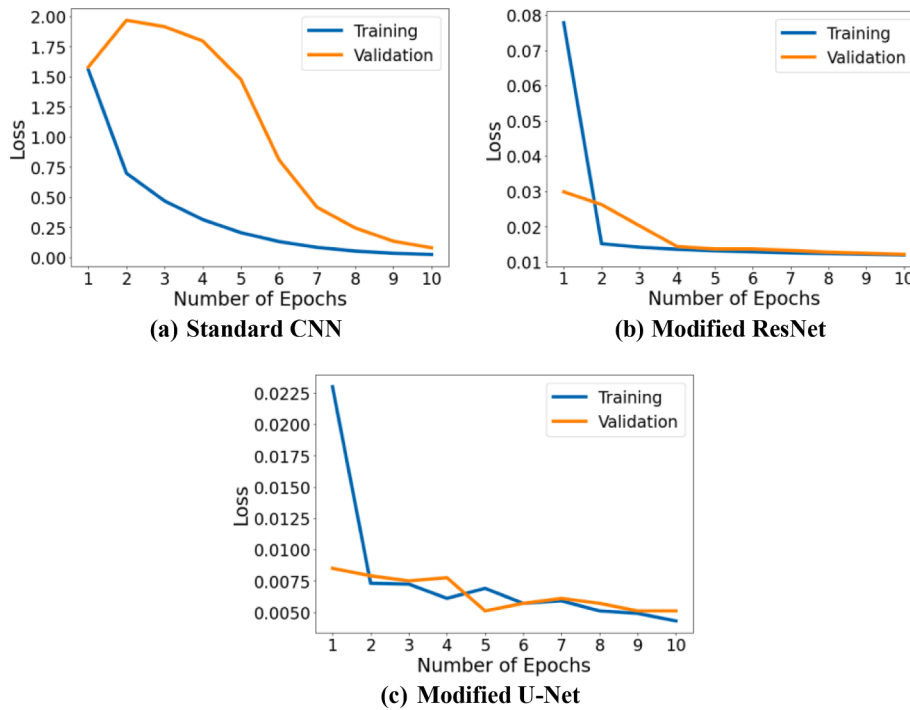 2.00
1.75
1.50
1.25
1.00
0.75
0.50
0.25
0.00
Loss
Training
Validation
1 2 3 4 5 6 7 8 9 10
Number of Epochs
(a) Standard CNN
0.08
0.07
0.06
0.05
0.04
0.03
0.02
0.01
Loss
Training
Validation
1 2 3 4 5 6 7 8 9 10
Number of Epochs
(b) Modified ResNet
0.0225
0.0200
0.0175
0.0150
0.0125
0.0100
0.0075
0.0050
Loss
Training
Validation
1 2 3 4 5 6 7 8 9 10
Number of Epochs
(c) Modified U-Net